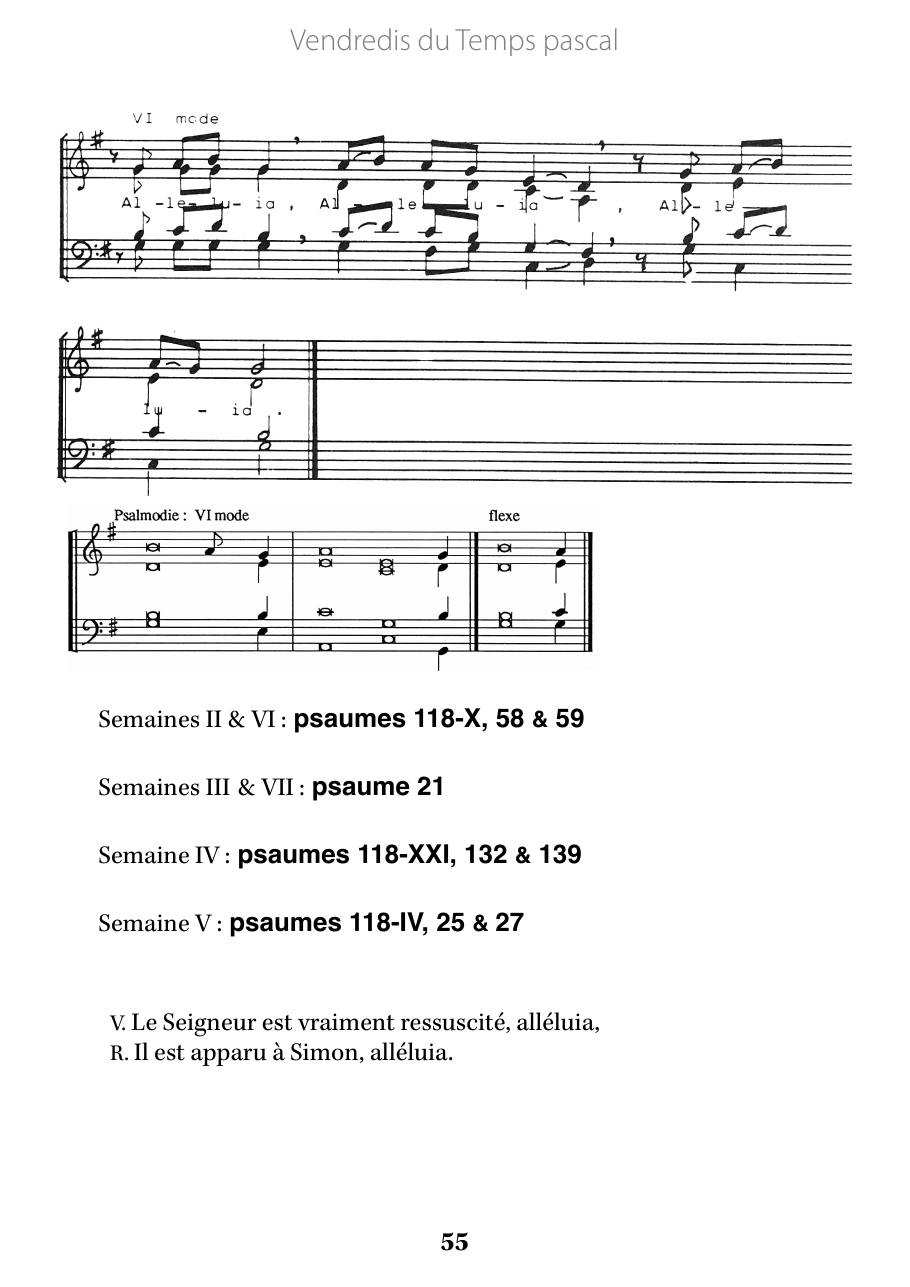 Vendredis du Temps pascal
VI mode
Al -le- lu- ia , Al - le - lu - ia , Al - le
lu - ia .
Psalmodie : VI mode flexe
Semaines II & VI : psaumes 118-X, 58 & 59
Semaines III & VII : psaume 21
Semaine IV : psaumes 118-XXI, 132 & 139
Semaine V : psaumes 118-IV, 25 & 27
V. Le Seigneur est vraiment ressuscité, alléluia,
R. Il est apparu à Simon, alléluia.
55